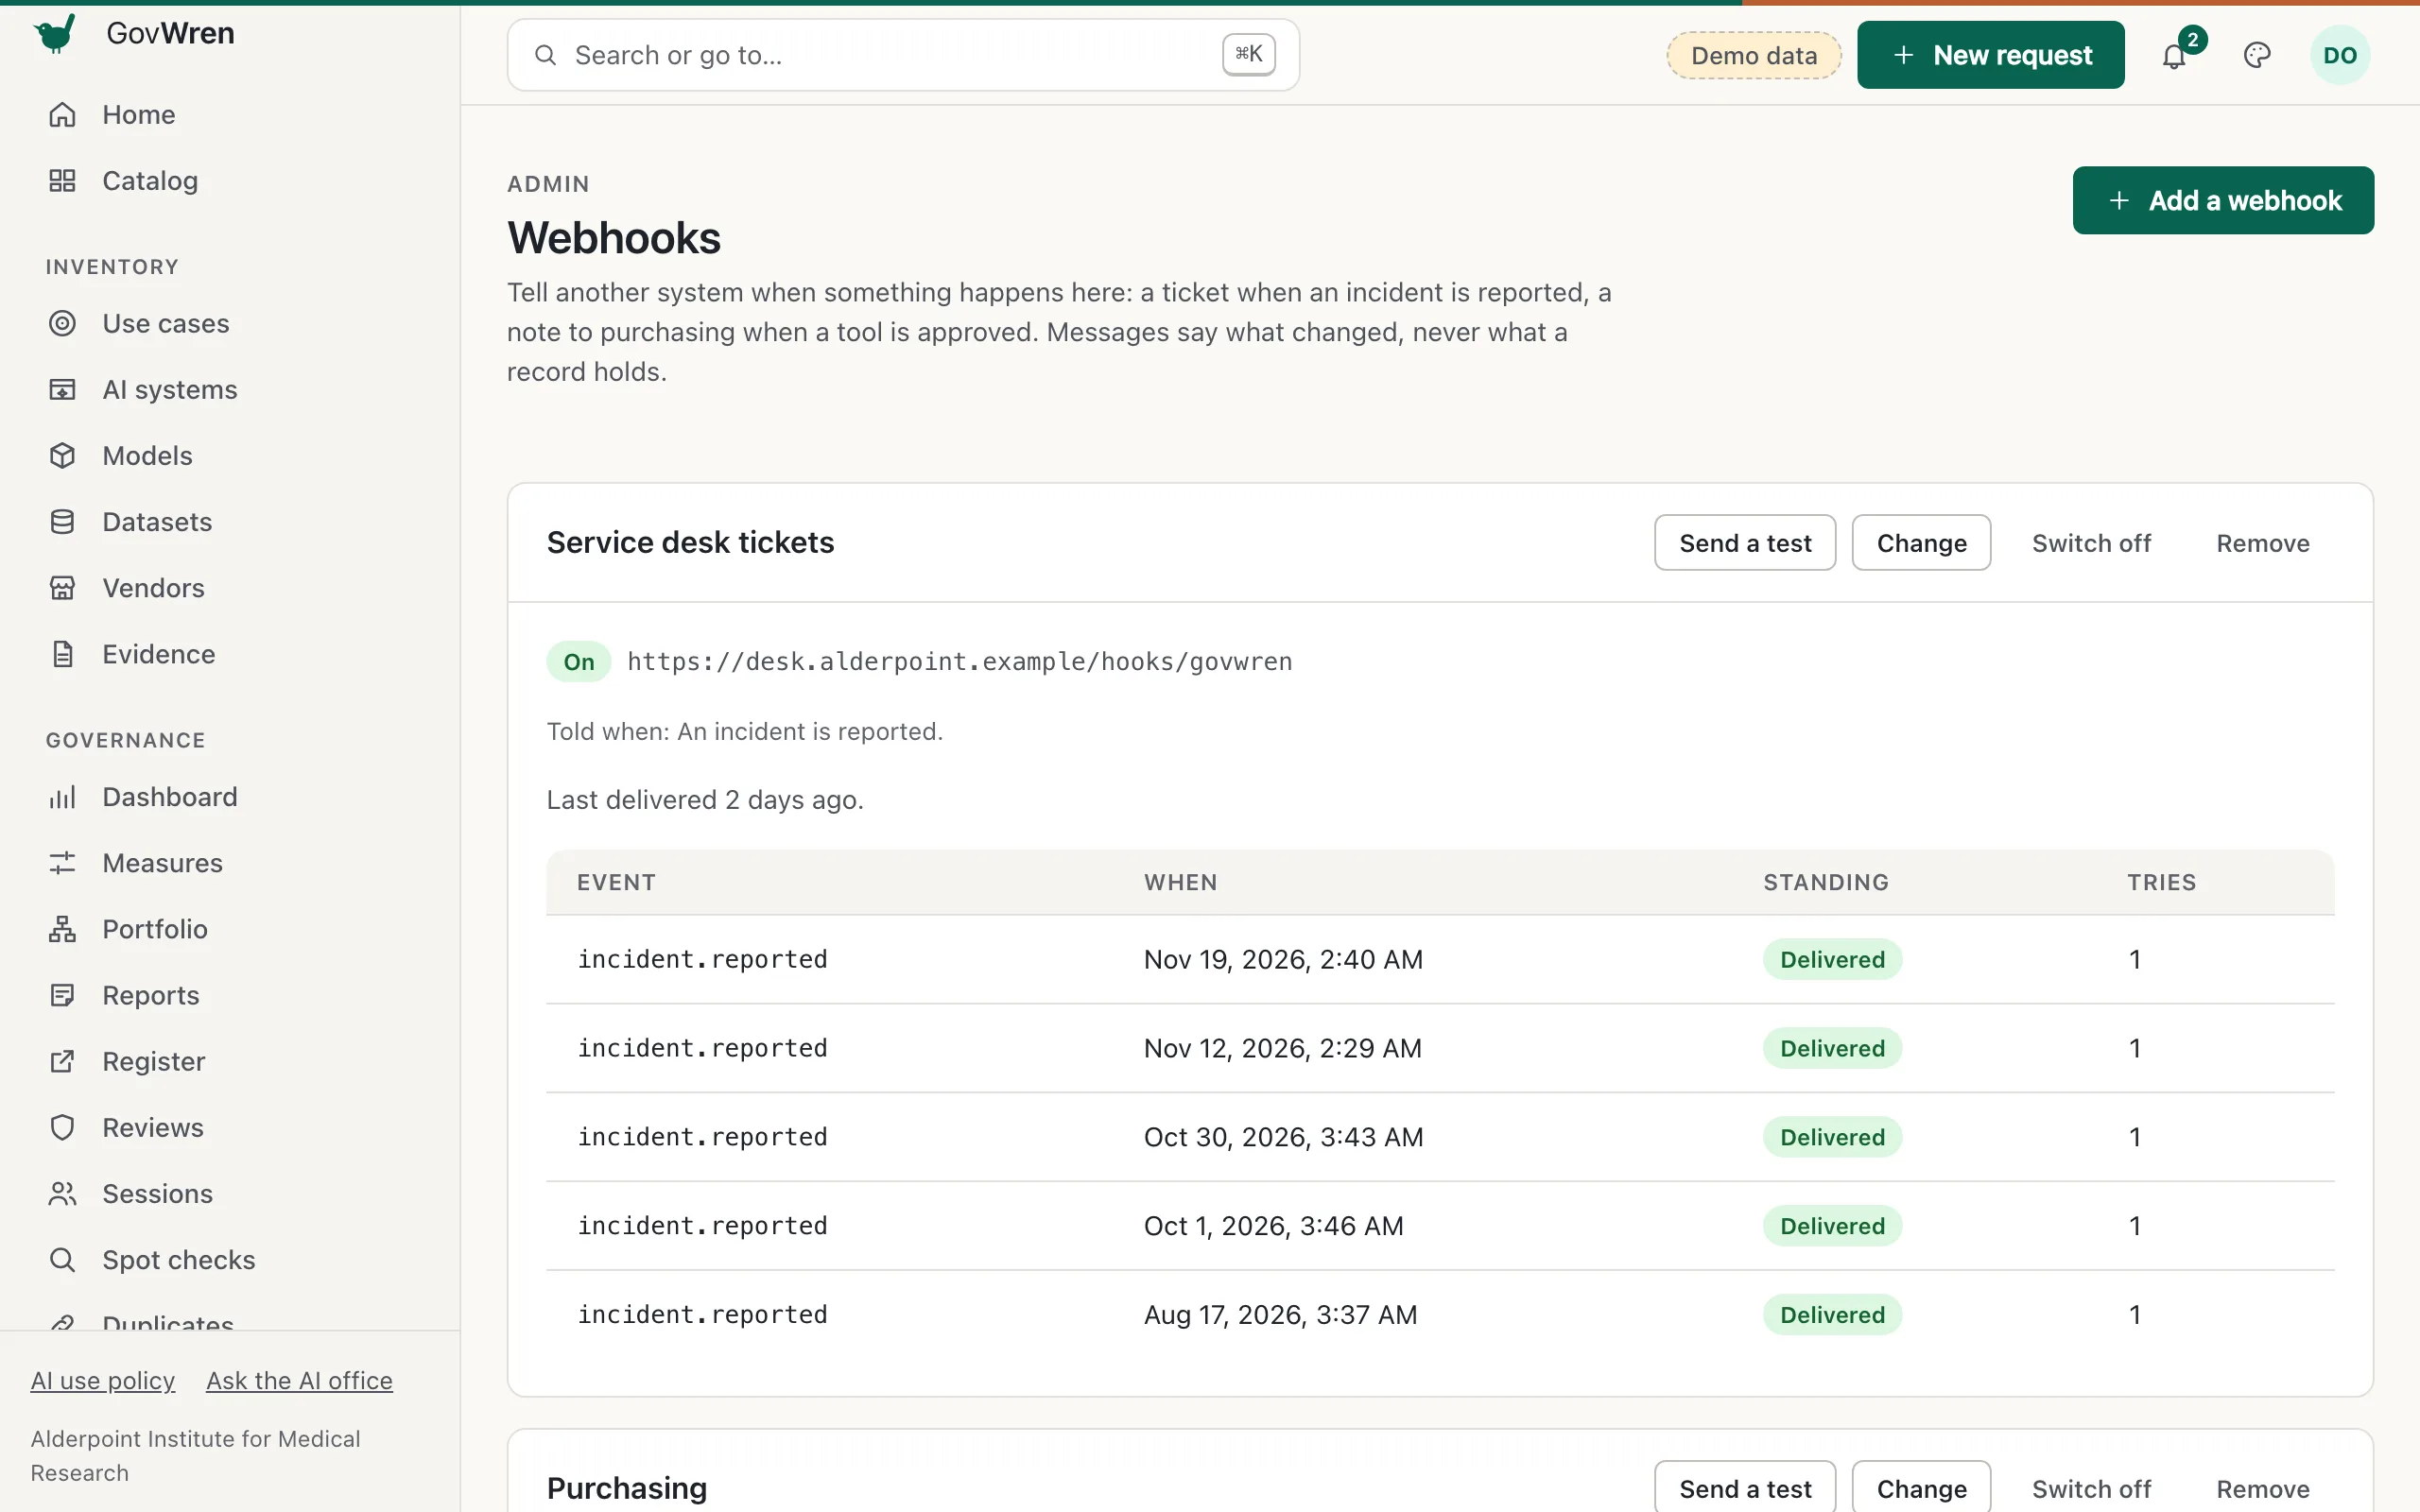 GovWren
Search or go to...
⌘K
Demo data
+ New request
2
DO
Home
Catalog
INVENTORY
Use cases
AI systems
Models
Datasets
Vendors
Evidence
GOVERNANCE
Dashboard
Measures
Portfolio
Reports
Register
Reviews
Sessions
Spot checks
Duplicates
AI use policy
Ask the AI office
Alderpoint Institute for Medical
Research
ADMIN
Webhooks
+ Add a webhook
Tell another system when something happens here: a ticket when an incident is reported, a
note to purchasing when a tool is approved. Messages say what changed, never what a
record holds.
Service desk tickets
Send a test
Change
Switch off
Remove
On https://desk.alderpoint.example/hooks/govwren
Told when: An incident is reported.
Last delivered 2 days ago.
EVENT WHEN STANDING TRIES
incident.reported Nov 19, 2026, 2:40 AM Delivered 1
incident.reported Nov 12, 2026, 2:29 AM Delivered 1
incident.reported Oct 30, 2026, 3:43 AM Delivered 1
incident.reported Oct 1, 2026, 3:46 AM Delivered 1
incident.reported Aug 17, 2026, 3:37 AM Delivered 1
Purchasing
Send a test
Change
Switch off
Remove